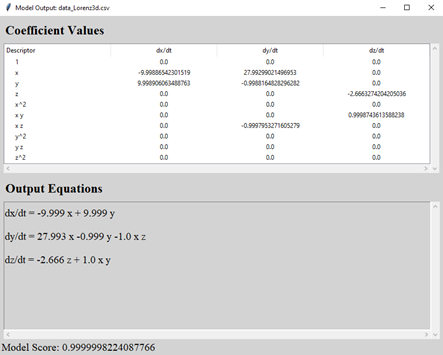 Model Output: data_Lorenz3d.csv
Coefficient Values
Descriptor dx/dt dy/dt dz/dt
1 0.0 0.0 0.0
x -9.99886542301519 27.99299021496953 0.0
y 9.998906063488763 -0.9988164828296282 0.0
z 0.0 0.0 -2.6663274204205036
x^2 0.0 0.0 0.0
x y 0.0 0.0 0.9998743613588238
x z 0.0 -0.9997953271605279 0.0
y^2 0.0 0.0 0.0
y z 0.0 0.0 0.0
z^2 0.0 0.0 0.0
Output Equations
dx/dt = -9.999 x + 9.999 y
dy/dt = 27.993 x -0.999 y -1.0 x z
dz/dt = -2.666 z + 1.0 x y
Model Score: 0.9999998224087766